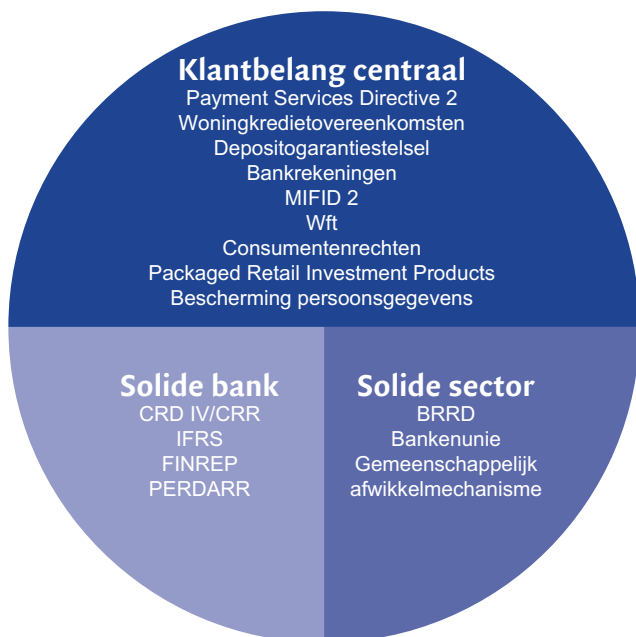 Klantbelang centraal
Payment Services Directive 2
Woningkredietovereenkomsten
Depositogarantiestelsel
Bankrekeningen
MIFID 2
Wft
Consumentenrechten
Packaged Retail Investment Products
Bescherming persoonsgegevens
Solide bank
CRD IV/CRR
IFRS
FINREP
PERDARR
Solide sector
BRRD
Bankenunie
Gemeenschappelijk
afwikkelmechanisme